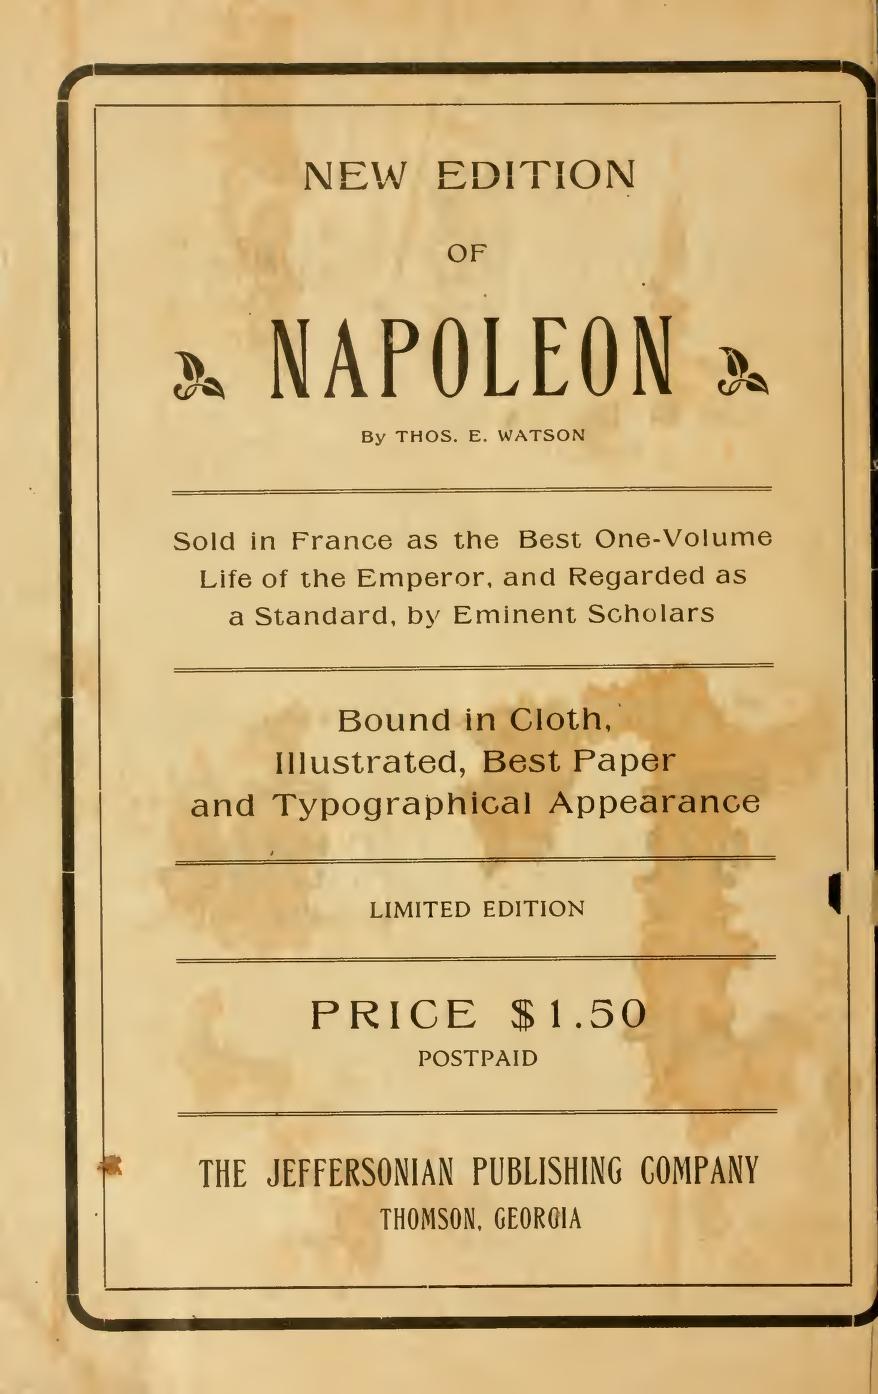 NEW EDITION
OF
NAPOLEON
By THOS. E. WATSON
Sold in France as the Best One-Volume
Life of the Emperor, and Regarded as
a Standard, by Eminent Scholars
Bound in Cloth,
Illustrated, Best Paper
and Typographical Appearance
LIMITED EDITION
PRICE $1.50
POSTPAID
THE JEFFERSONIAN PUBLISHING COMPANY
THOMSON, GEORGIA